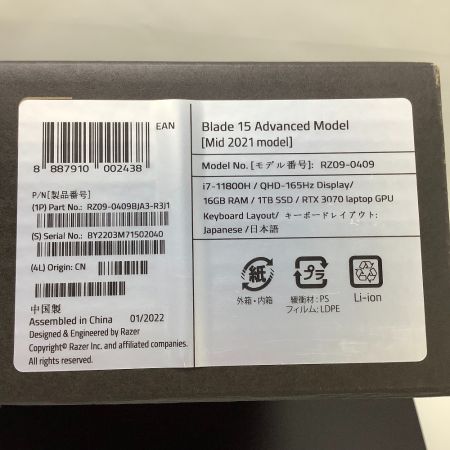 EAN
8 887910 002438
P/N[製品番号]
(1P) Part No.: RZ09-0409BJA3-R3J1
(S) Serial No.: BY2203M71502040
(4L) Origin: CN
中国製
Assembled in China 01/2022
Designed & Engineered by Razer
Copyright© Razer Inc. and affiliated companies.
All rights reserved.
Blade 15 Advanced Model
[Mid 2021 model]
Model No. [モデル番号]: RZ09-0409
i7-11800H / QHD-165Hz Display/
16GB RAM / 1TB SSD / RTX 3070 laptop GPU
Keyboard Layout/ キーボードレイアウト:
Japanese /日本語
紙
外箱・内箱
プラ
緩衝材: PS
フィルム: LDPE
Li-ion